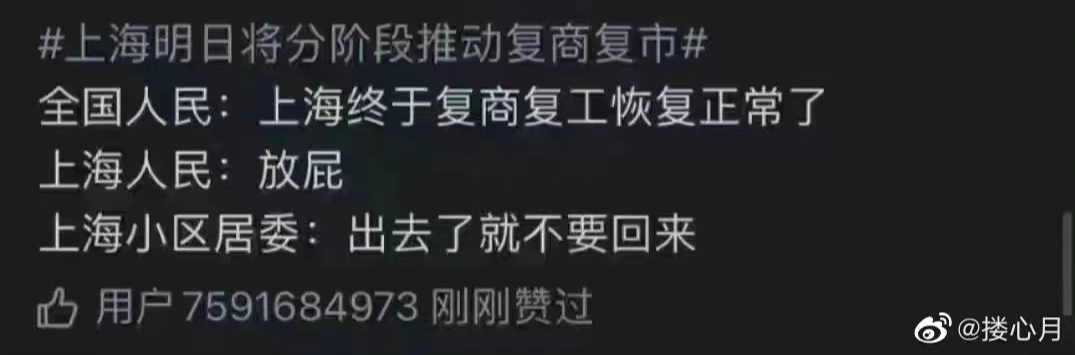 #上海明日将分阶段推动复商复市#
全国人民：上海终于复商复工恢复正常了
上海人民：放屁
上海小区居委：出去了就不要回来
用户7591684973 刚刚赞过
@搂心月